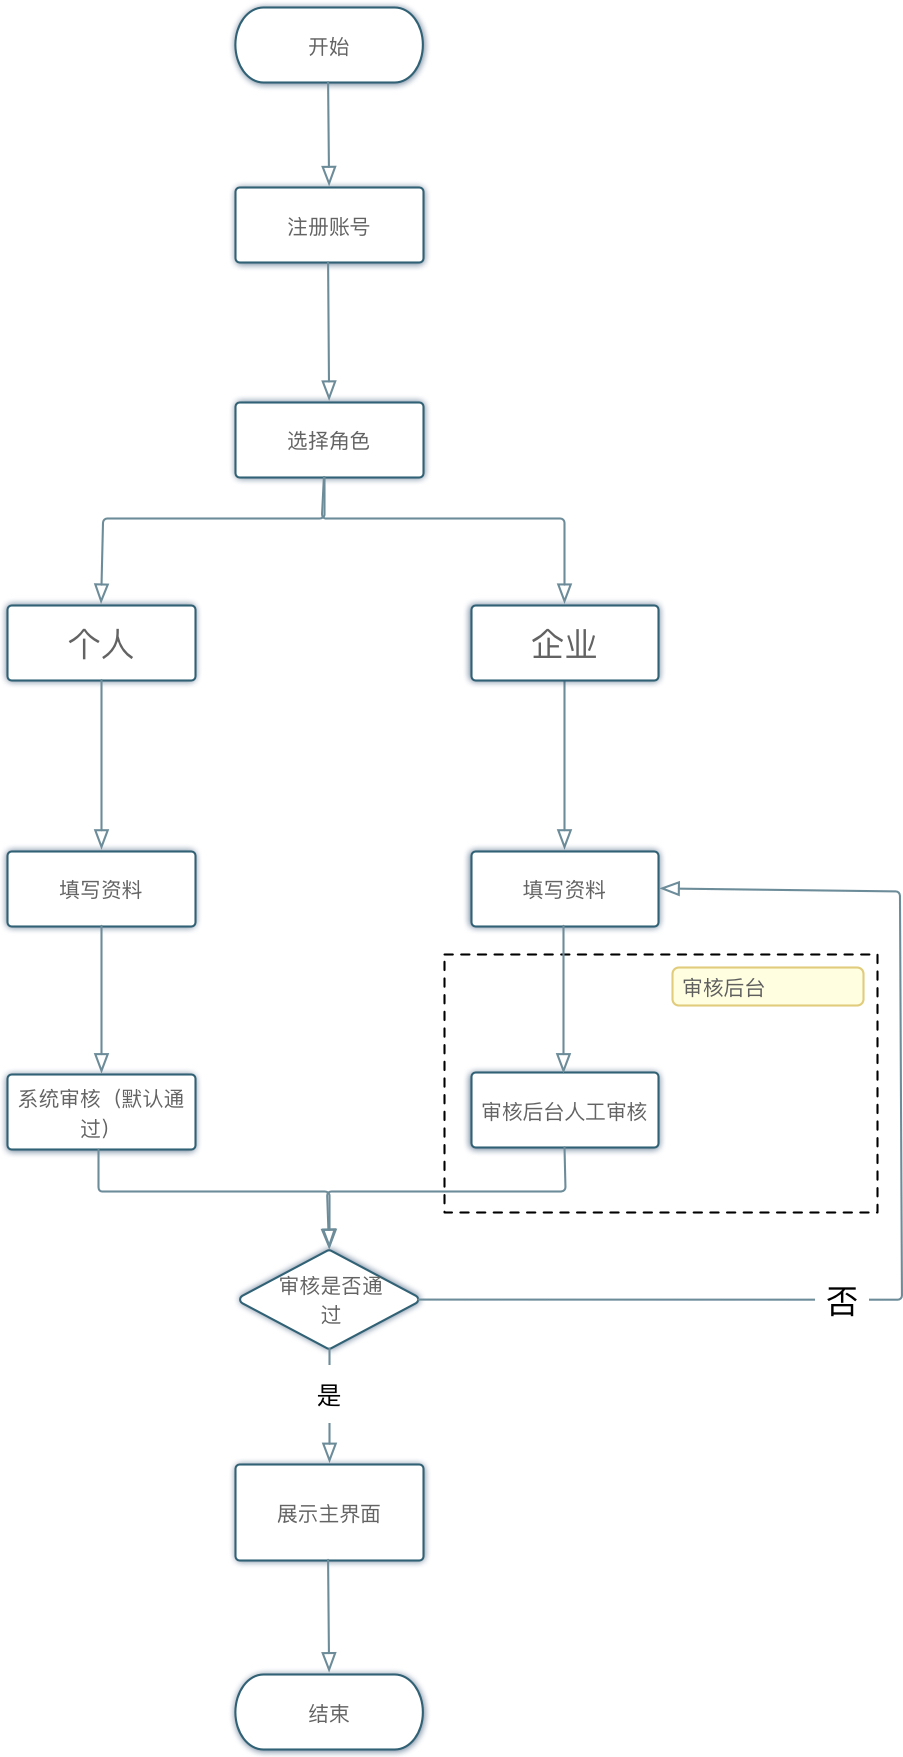 开始
注册账号
选择角色
个人
企业
填写资料
填写资料
审核后台
系统审核（默认通
过）
审核后台人工审核
审核是否通
过
否
是
展示主界面
结束